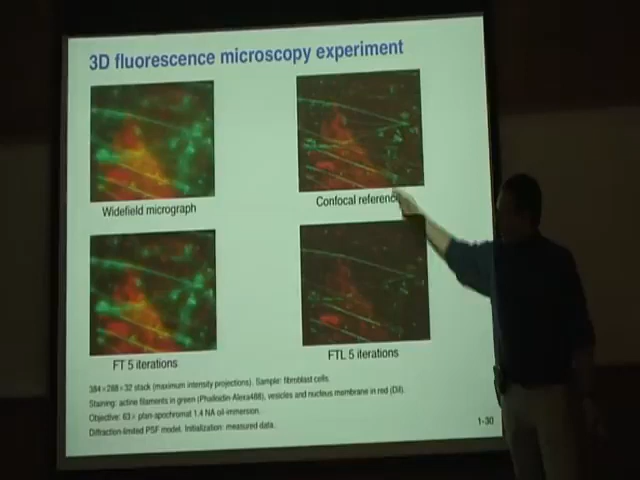 3D fluorescence microscopy experiment
Widefield micrograph
Confocal reference
FT 5 iterations
FTL 5 iterations
384×288×32 stack (maximum intensity projections). Sample: fibroblast cells.
Staining: actine filaments in green (Phalloidin-Alexa488), vesicles and nucleus membrane in red (DiI).
Objective: 63× plan-apochromat 1.4 NA oil-immersion.
Diffraction-limited PSF model. Initialization: measured data.
1-30